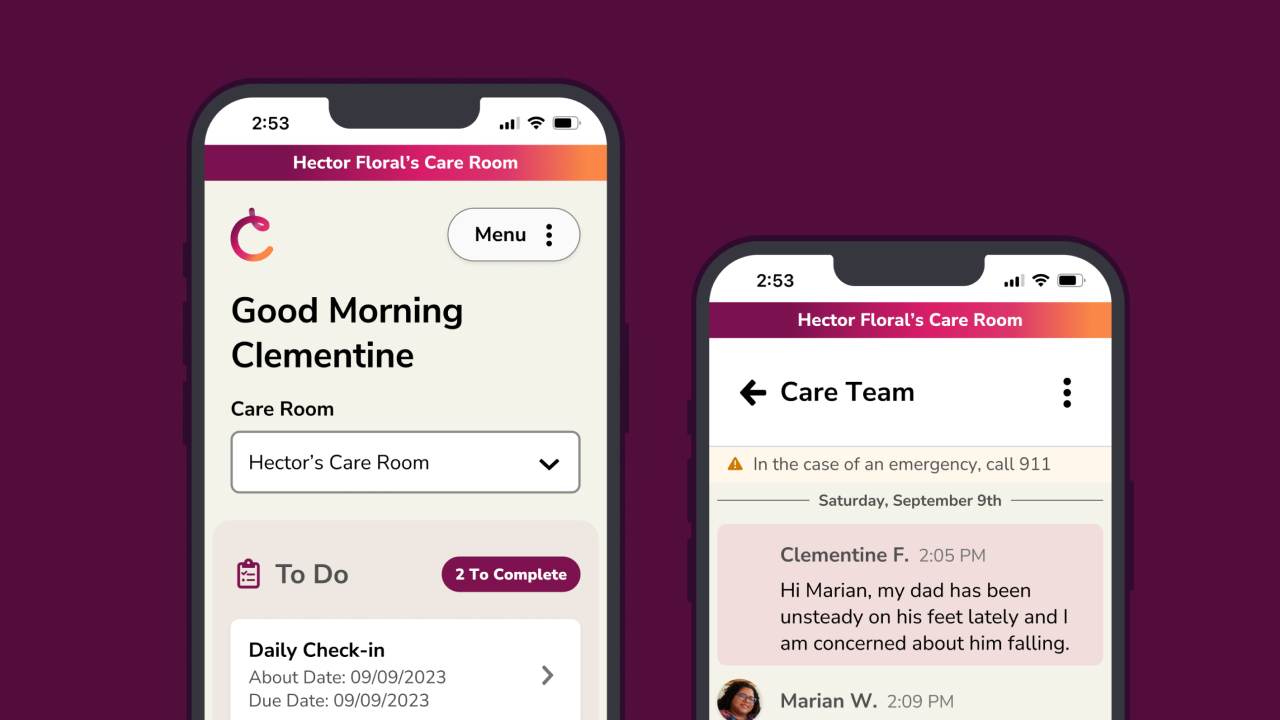 2:53
Hector Floral’s Care Room
Menu
Good Morning
Clementine
Care Room
Hector’s Care Room
To Do
2 To Complete
Daily Check-in
About Date: 09/09/2023
Due Date: 09/09/2023
2:53
Hector Floral’s Care Room
Care Team
In the case of an emergency, call 911
Saturday, September 9th
Clementine F. 2:05 PM
Hi Marian, my dad has been
unsteady on his feet lately and I
am concerned about him falling.
Marian W. 2:09 PM